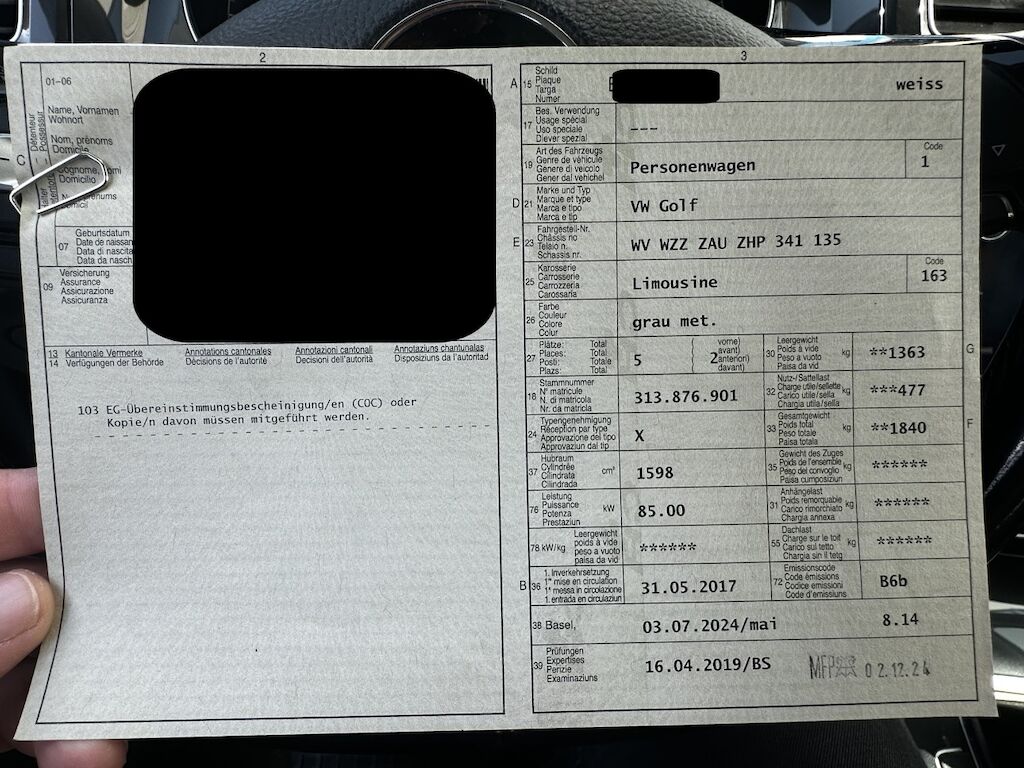 2
01–06
Name, Vornamen
Wohnort
Nom, prénoms
Domicile
Domicilio
C
07
Geburtsdatum
Date de
Data di
Data da
09
Versicherung
Assurance
Assicurazione
Assicuranza
13 Kantonale Vermerke Annotations cantonales Annotazioni cantonali Annotaziuns chantunalas
14 Verfügungen der Behörde Décisions de l'autorité Decisioni dell'autorità Disposiziuns da l'autoritad
103 EG-Übereinstimmungsbescheinigung/en (COC) oder
Kopie/n davon müssen mitgeführt werden.
3
A 15 Schild
Plaque
Targa
Numer
weiss
17 Bes. Verwendung
Usage spécial
Uso speciale
Diever spezial
---
19 Art des Fahrzeugs
Genre de véhicule
Genere di veicolo
Gener dal vehichel
Personenwagen
Code
1
D 21 Marke und Typ
Marque et type
Marca e tipo
Marca e tip
VW Golf
E 23 Fahrgestell-Nr.
Châssis no
Telaio n.
Schassis nr.
WV WZZ ZAU ZHP 341 135
25 Karosserie
Carrosserie
Carrozzeria
Carossaria
Limousine
Code
163
26 Farbe
Couleur
Colore
Colur
grau met.
27 Plätze: Total
Places: Total
Posti: Totale
Plazs: Total
5
vorne)
avant)
anteriori)
davant)
2
30 Leergewicht
Poids à vide
Peso a vuoto
Paisa da vid
kg
**1363
G
18 Stammnummer
N° matricule
N. di matricola
Nr. da matricla
313.876.901
32 Nutz-/Sattellast
Charge utile/sellette
Carico utile/sella
Chargia utila/sella
kg
***477
24 Typengenehmigung
Réception par type
Approvazione del tipo
Approvaziun dal tip
X
33 Gesamtgewicht
Poids total
Peso totale
Paisa totala
kg
**1840
F
37 Hubraum
Cylindrée
Cilindrata
Cilindrada
cm³
1598
35 Gewicht des Zuges
Poids de l'ensemble
Peso del convoglio
Paisa cumposiziun
kg
******
76 Leistung
Puissance
Potenza
Prestaziun
kW
85.00
31 Anhängelast
Poids remorquable
Carico rimorchiato
Chargia annexa
kg
******
78 kW/kg Leergewicht
poids à vide
peso a vuoto
paisa da vid
******
55 Dachlast
Charge sur le toit
Carico sul tetto
Chargia sin il tetg
kg
******
B 36 1. Inverkehrsetzung
1re mise en circulation
1a messa in circolazione
1. entrada en circulaziun
31.05.2017
72 Emissionscode
Code émissions
Codice emissioni
Code d'emissiuns
B6b
38 Basel,
03.07.2024/mai
8.14
39 Prüfungen
Expertises
Perizie
Examinaziuns
16.04.2019/BS
MFP 02.12.24